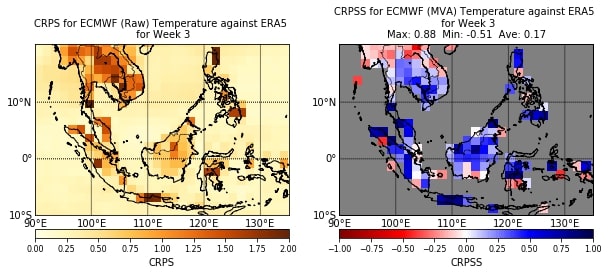 CRPS for ECMWF (Raw) Temperature against ERA5
for Week 3
10°N
0°
10°S
90°E 100°E 110°E 120°E 130°E
0.00 0.25 0.50 0.75 1.00 1.25 1.50 1.75 2.00
CRPS
CRPSS for ECMWF (MVA) Temperature against ERA5
for Week 3
Max: 0.88 Min: -0.51 Ave: 0.17
10°N
0°
10°S
90°E 100°E 110°E 120°E 130°E
−1.00 −0.75 −0.50 −0.25 0.00 0.25 0.50 0.75 1.00
CRPSS